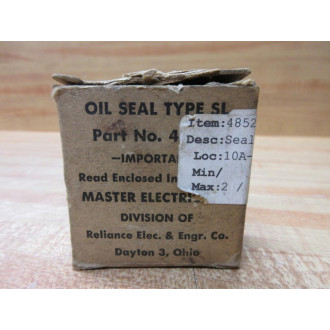 OIL SEAL TYPE SL
Part No. 4
—IMPORTA
Read Enclosed In
MASTER ELECTRI
DIVISION OF
Reliance Elec. & Engr. Co.
Dayton 3, Ohio
Item:4852
Desc:Seal
Loc:10A-
Min/
Max:2 /